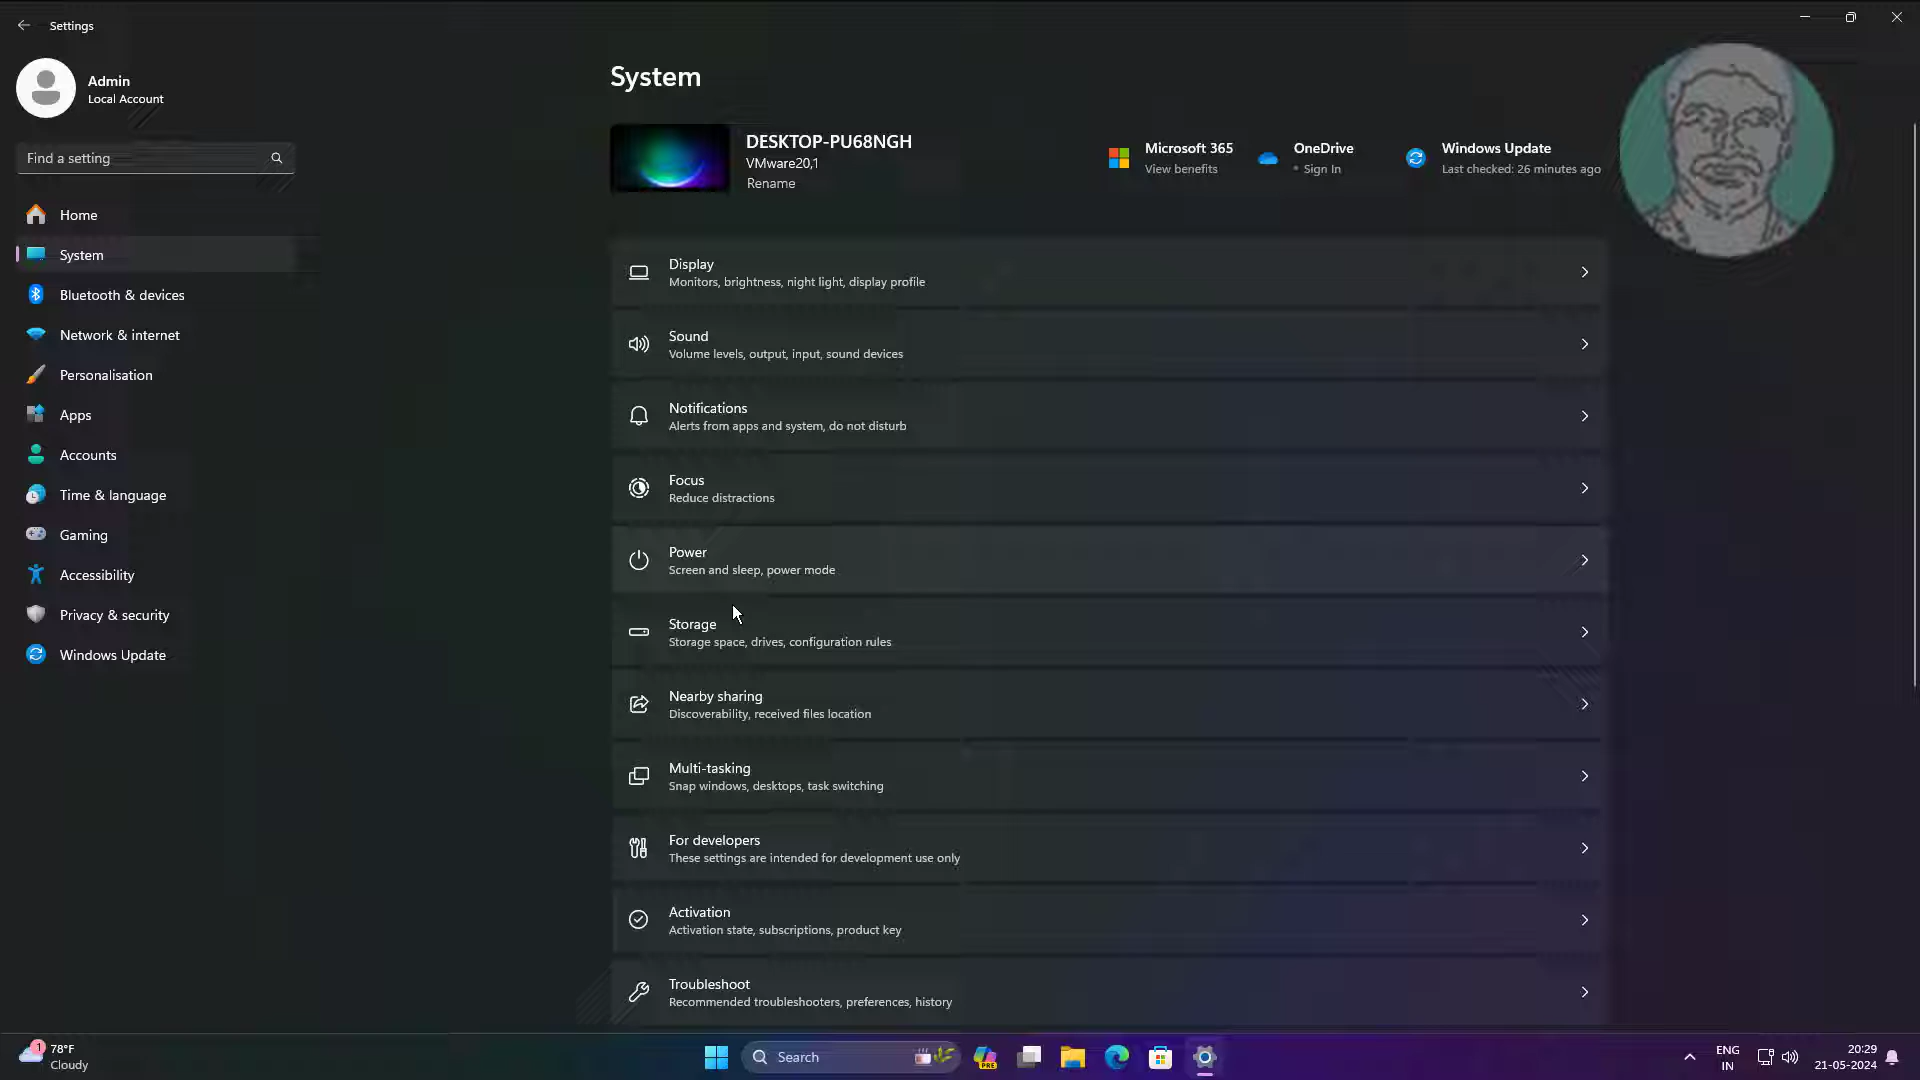 Settings
Admin
Local Account
Find a setting
Home
System
Bluetooth & devices
Network & internet
Personalisation
Apps
Accounts
Time & language
Gaming
Accessibility
Privacy & security
Windows Update
System
DESKTOP-PU68NGH
VMware20,1
Rename
Microsoft 365
View benefits
OneDrive
• Sign In
Windows Update
Last checked: 26 minutes ago
Display
Monitors, brightness, night light, display profile
Sound
Volume levels, output, input, sound devices
Notifications
Alerts from apps and system, do not disturb
Focus
Reduce distractions
Power
Screen and sleep, power mode
Storage
Storage space, drives, configuration rules
Nearby sharing
Discoverability, received files location
Multi-tasking
Snap windows, desktops, task switching
For developers
These settings are intended for development use only
Activation
Activation state, subscriptions, product key
Troubleshoot
Recommended troubleshooters, preferences, history
1
78°F
Cloudy
Search
PRE
ENG
IN
20:29
21-05-2024